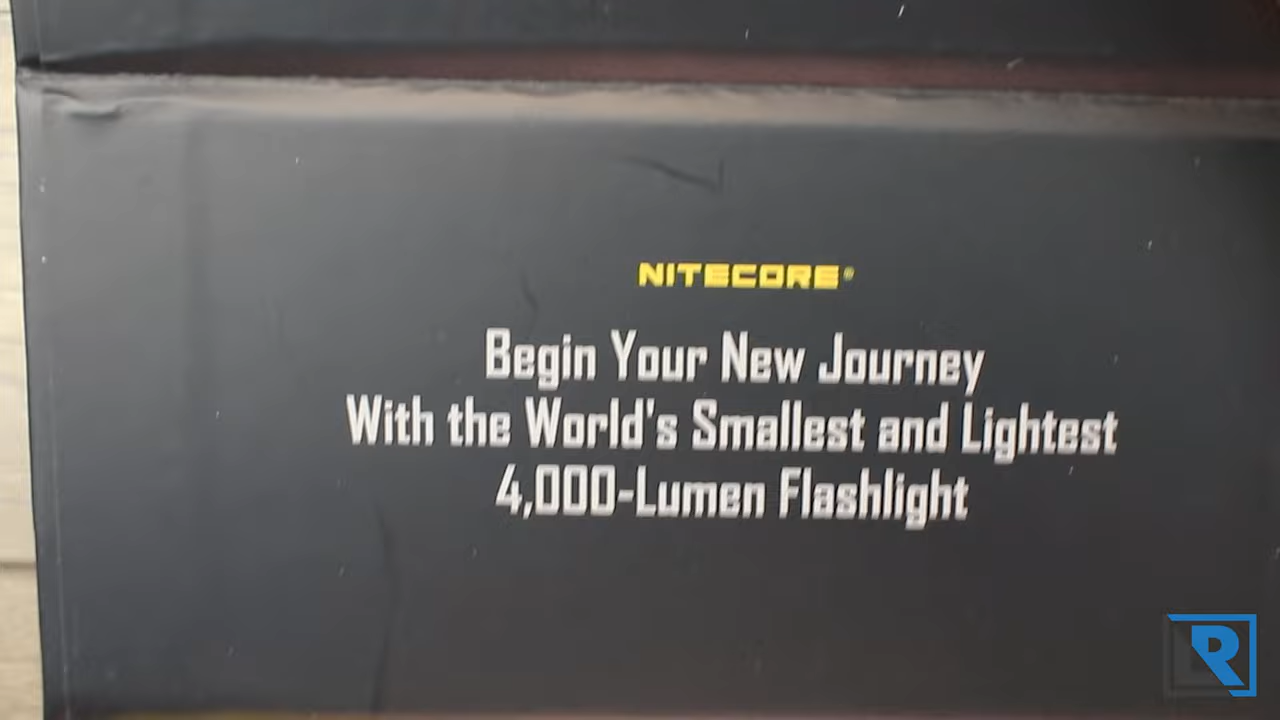 NITECORE®
Begin Your New Journey
With the World's Smallest and Lightest
4,000-Lumen Flashlight
R